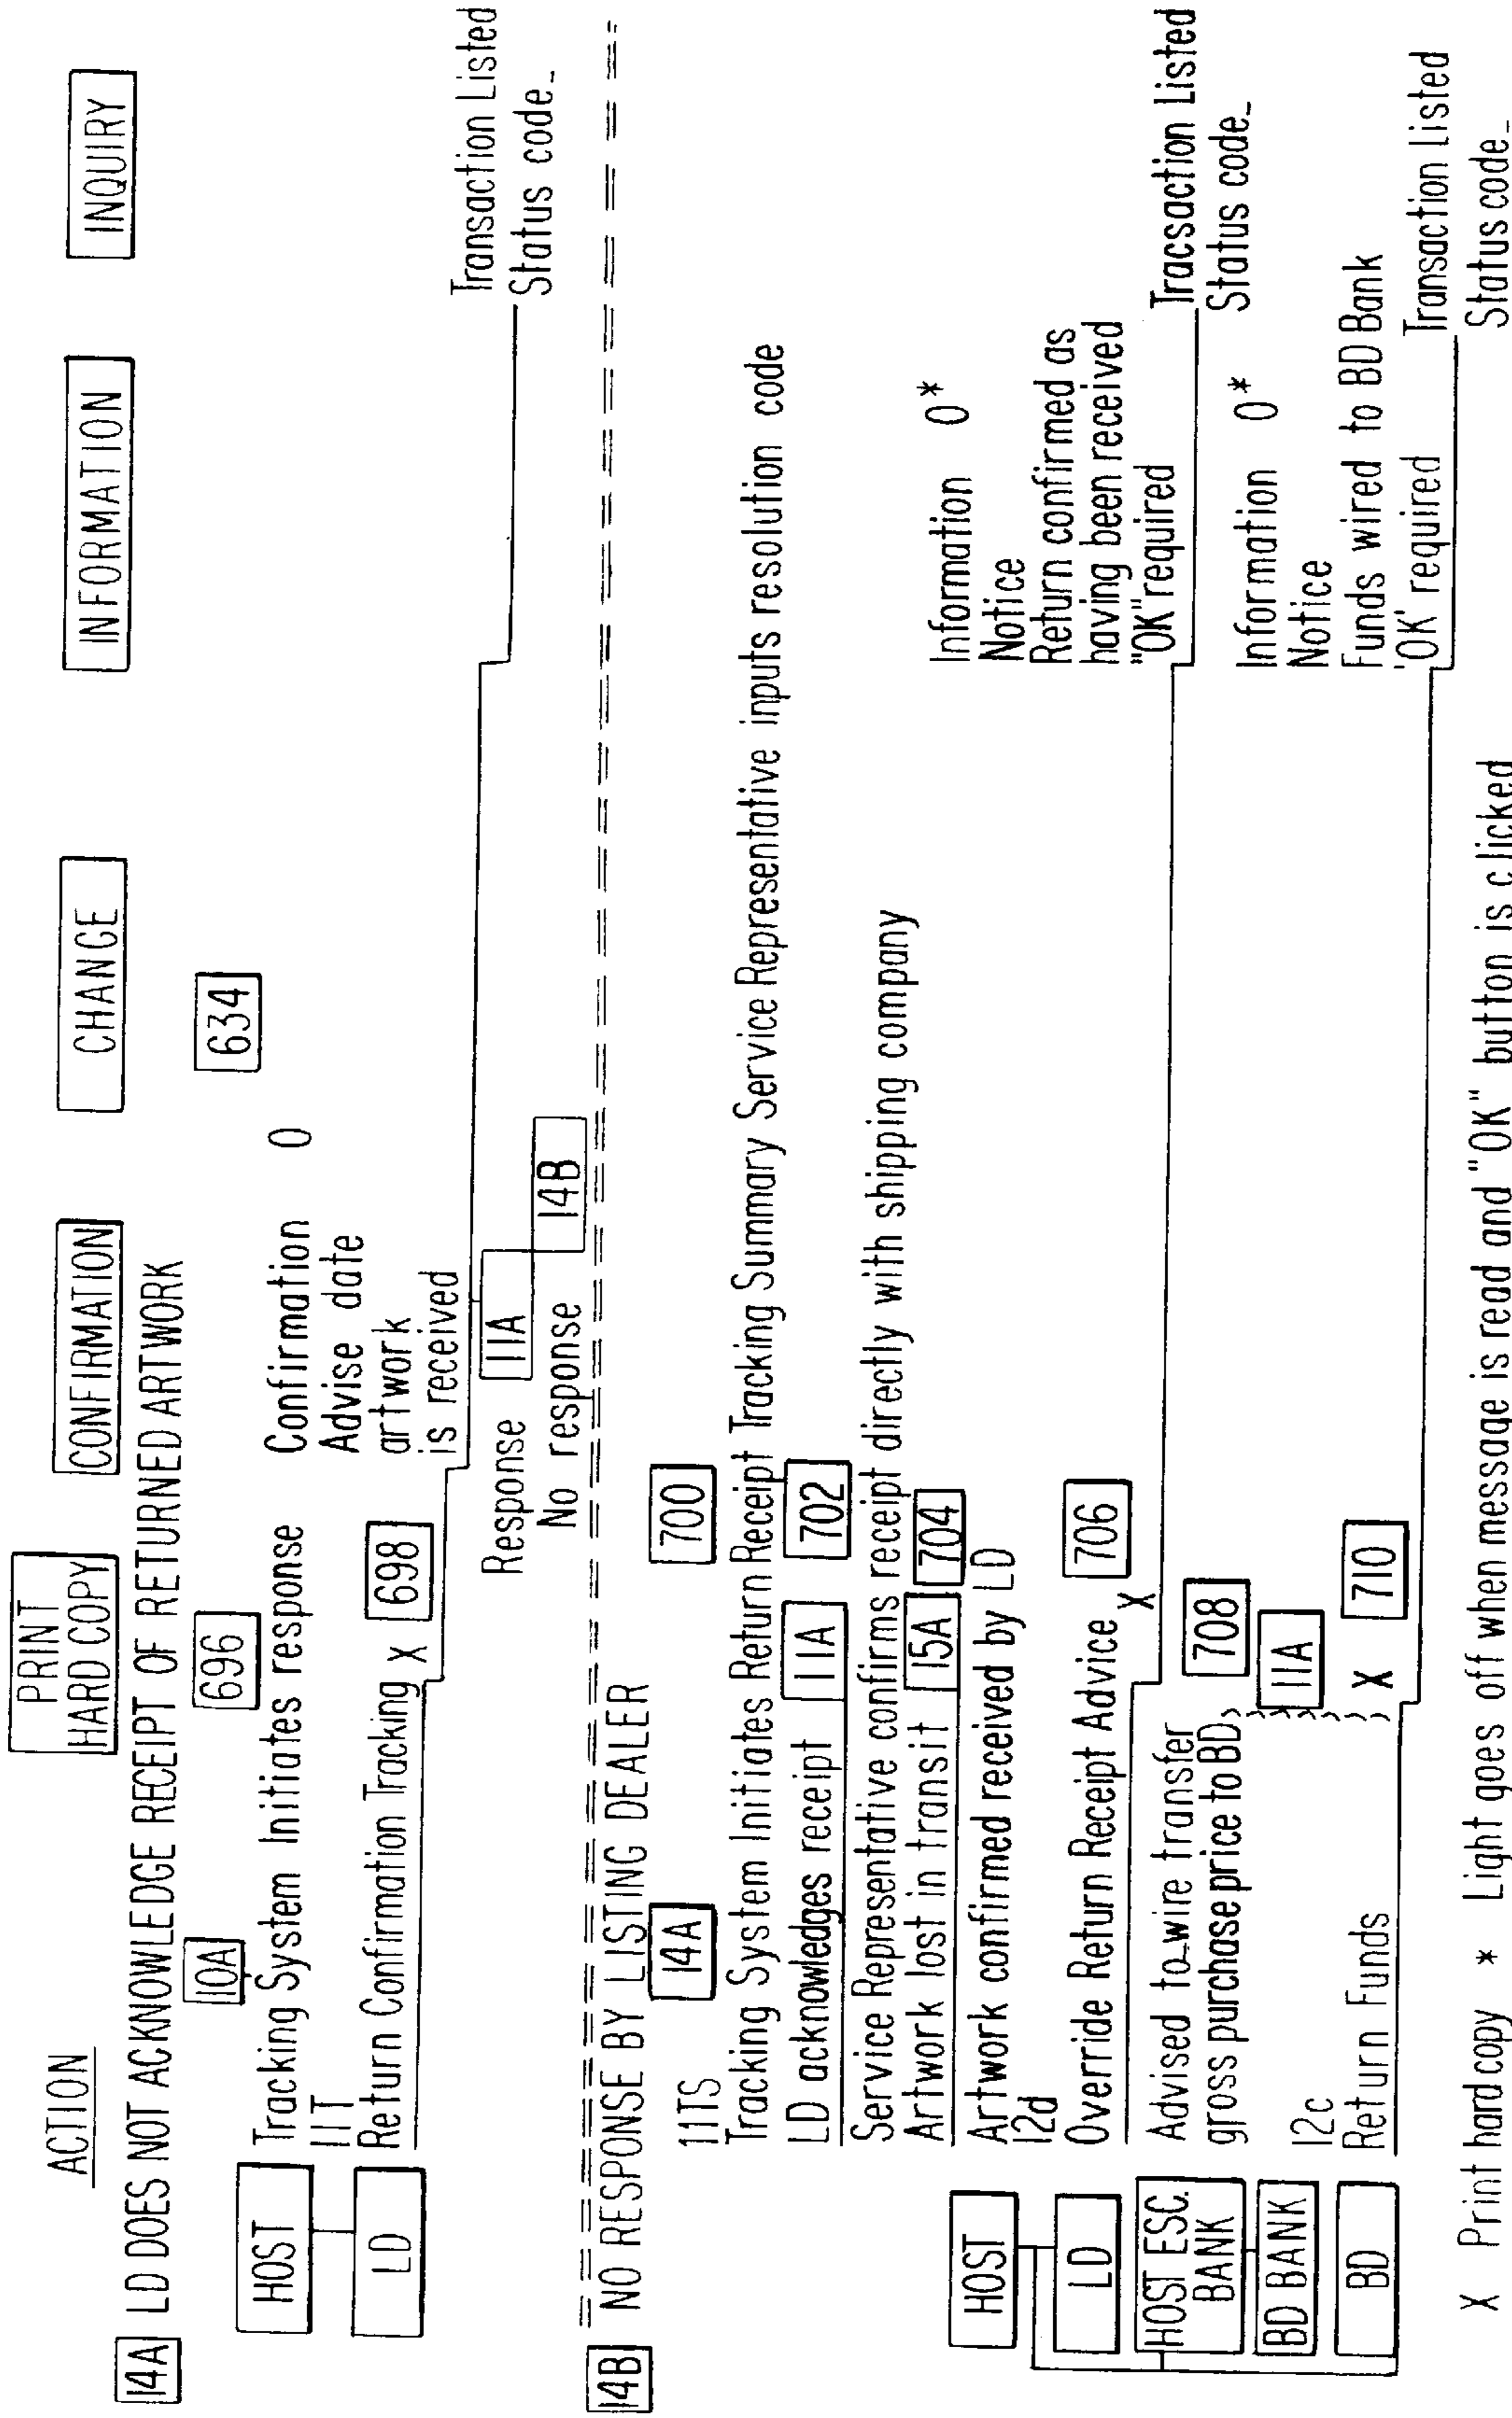 ACTION
PRINT
HARD COPY
CONFIRMATION
CHANGE
INFORMATION
INQUIRY
14A LD DOES NOT ACKNOWLEDGE RECEIPT OF RETURNED ARTWORK
10A
696
634
HOST
Tracking System Initiates response
11T
LD
Return Confirmation Tracking X
698
Confirmation 0
Advise date
artwork
is received
Transaction Listed
Status code_
Response 11A
No response 14B
14B NO RESPONSE BY LISTING DEALER
14A
700
11TS
Tracking System Initiates Return Receipt Tracking Summary Service Representative inputs resolution code
LD acknowledges receipt 11A 702
Service Representative confirms receipt directly with shipping company
Artwork lost in transit 15A 704
HOST
Artwork confirmed received by LD
12d
LD
Override Return Receipt Advice X
706
Information 0*
Notice
Return confirmed as
having been received
"OK" required
Tracsaction Listed
Status code_
HOST ESC.
BANK
Advised to wire transfer
gross purchase price to BD
708
BD BANK
11A
BD
12c
Return Funds
X
710
Information 0*
Notice
Funds wired to BD Bank
'OK' required
Transaction Listed
Status code_
X Print hard copy * Light goes off when message is read and "OK" button is clicked